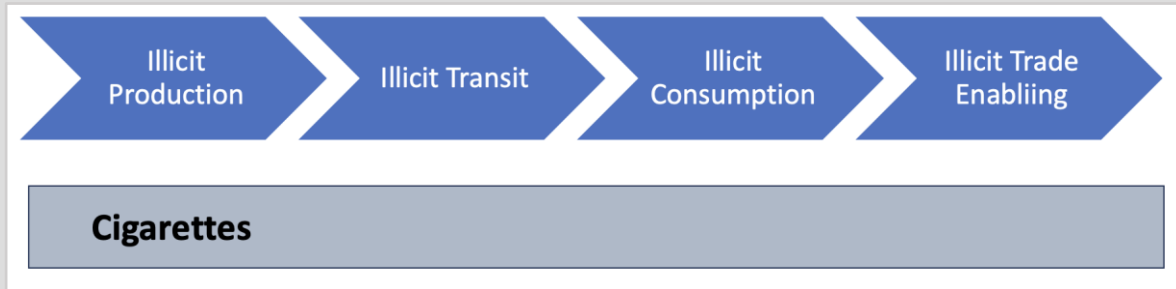 Illicit
Production
Illicit Transit
Illicit
Consumption
Illicit Trade
Enabliing
Cigarettes